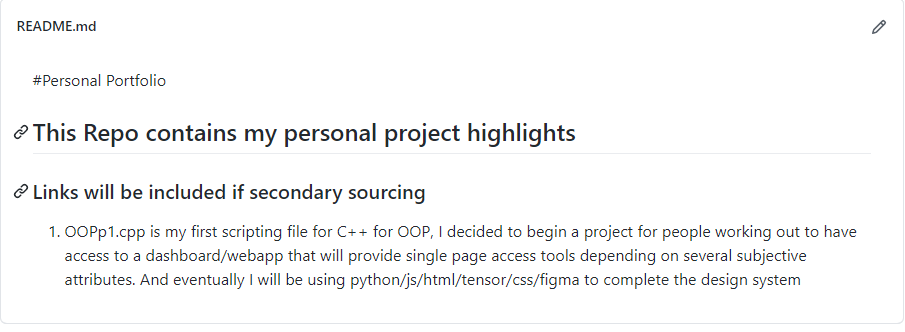 README.md
#Personal Portfolio
This Repo contains my personal project highlights
Links will be included if secondary sourcing
1. OOPp1.cpp is my first scripting file for C++ for OOP, I decided to begin a project for people working out to have
access to a dashboard/webapp that will provide single page access tools depending on several subjective
attributes. And eventually I will be using python/js/html/tensor/css/figma to complete the design system